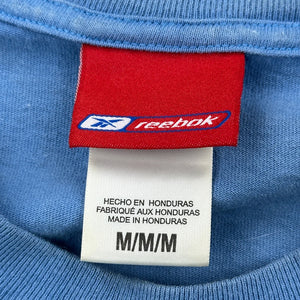 Reebok
HECHO EN HONDURAS
FABRIQUÉ AUX HONDURAS
MADE IN HONDURAS
M/M/M